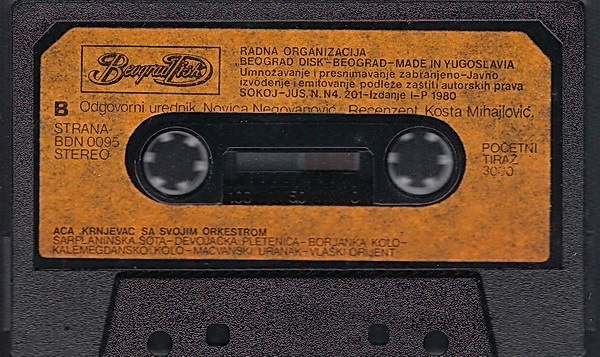 BeogradDisk
RADNA ORGANIZACIJA
„BEOGRAD DISK"-BEOGRAD-MADE IN YUGOSLAVIA
Umnožavanje i presnimavanje zabranjeno-Javno
izvođenje i emitovanje podleže zaštiti autorskih prava
SOKOJ-JUS. N. N4. 201-Izdanje I-P 1980
B Odgovorni urednik Novica Negovanović, Recenzent Kosta Mihajlović,
STRANA
BDN 0095
STEREO
POČETNI
TIRAŽ
3000
100 50 0
ACA KRNJEVAC SA SVOJIM ORKESTROM
ŠARPLANINSKA ŠOTA-DEVOJAČKA PLETENICA-BORJANKA KOLO-
KALEMEGDANSKO KOLO-MAČVANSKI URANAK-VLAŠKI ORIJENT